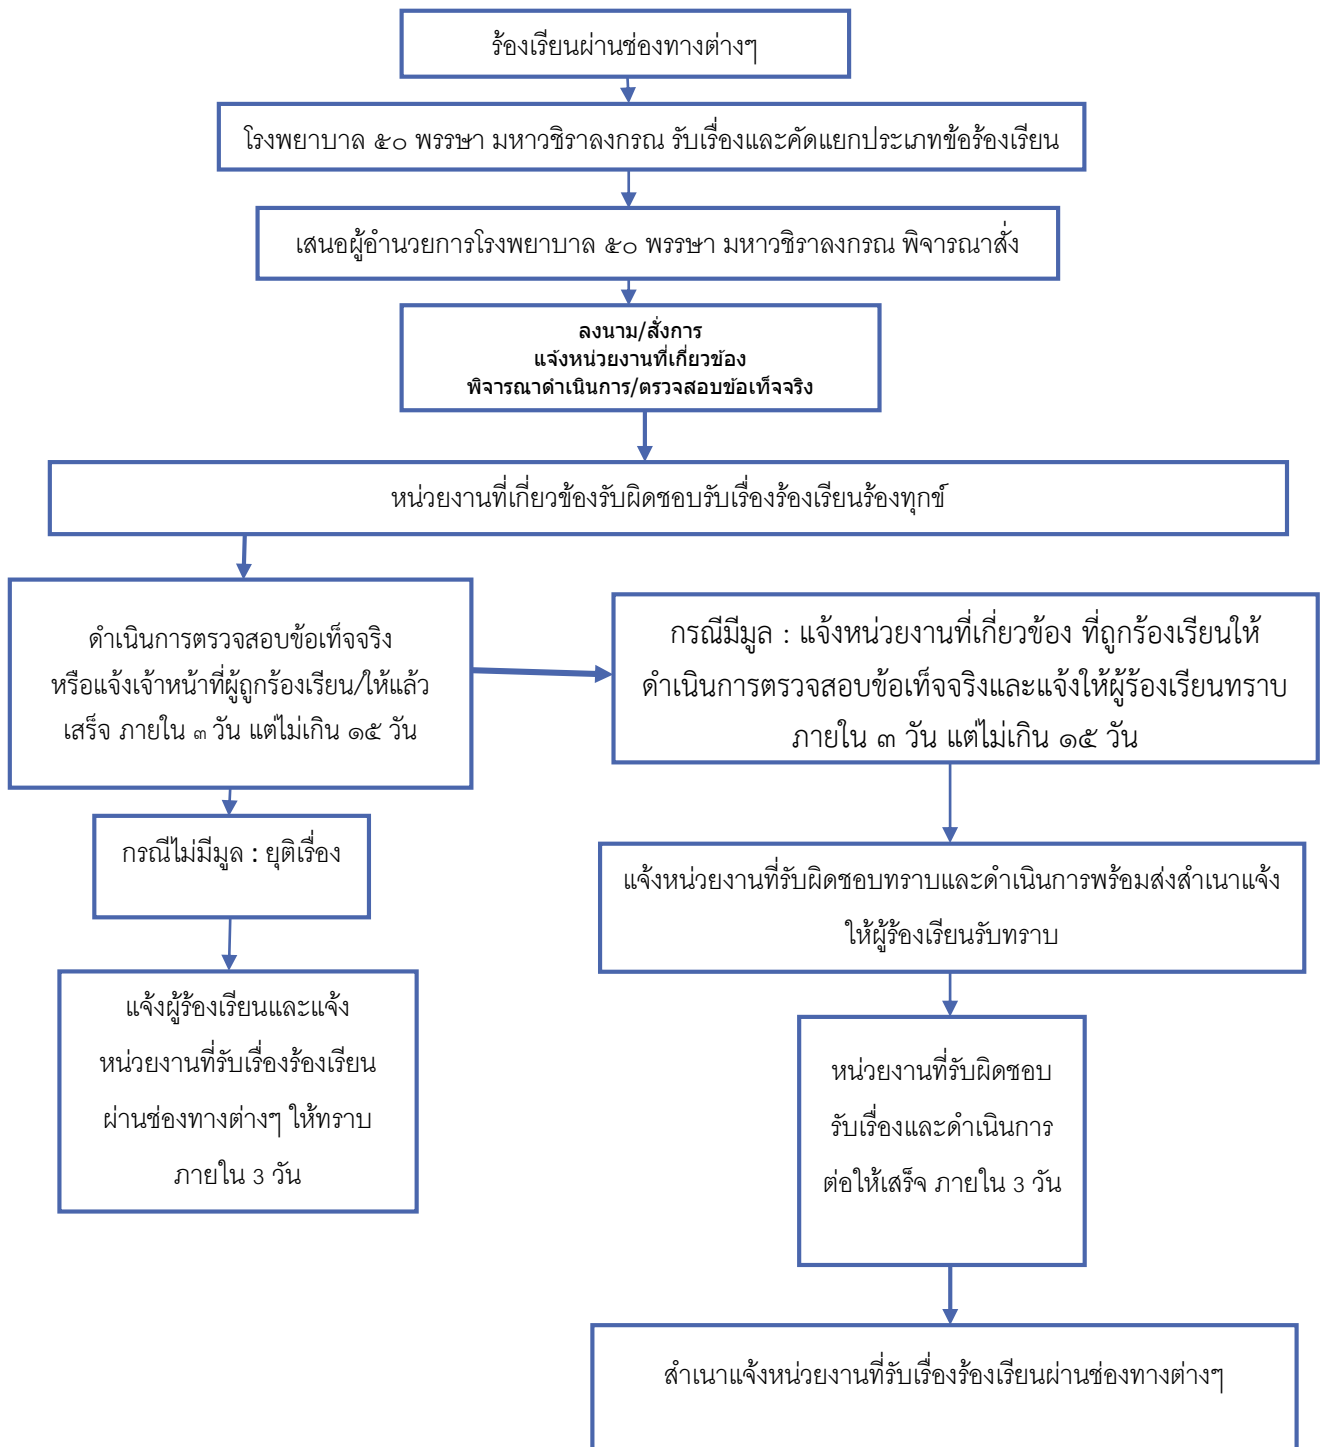 ร้องเรียนผ่านช่องทางต่างๆ
โรงพยาบาล ๕๐ พรรษา มหาวชิราลงกรณ รับเรื่องและคัดแยกประเภทข้อร้องเรียน
เสนอผู้อำนวยการโรงพยาบาล ๕๐ พรรษา มหาวชิราลงกรณ พิจารณาสั่ง
ลงนาม/สั่งการ
แจ้งหน่วยงานที่เกี่ยวข้อง
พิจารณาดำเนินการ/ตรวจสอบข้อเท็จจริง
หน่วยงานที่เกี่ยวข้องรับผิดชอบรับเรื่องร้องเรียนร้องทุกข์
ดำเนินการตรวจสอบข้อเท็จจริง
หรือแจ้งเจ้าหน้าที่ผู้ถูกร้องเรียน/ให้แล้ว
เสร็จ ภายใน ๓ วัน แต่ไม่เกิน ๑๕ วัน
กรณีมีมูล : แจ้งหน่วยงานที่เกี่ยวข้อง ที่ถูกร้องเรียนให้
ดำเนินการตรวจสอบข้อเท็จจริงและแจ้งให้ผู้ร้องเรียนทราบ
ภายใน ๓ วัน แต่ไม่เกิน ๑๕ วัน
กรณีไม่มีมูล : ยุติเรื่อง
แจ้งผู้ร้องเรียนและแจ้ง
หน่วยงานที่รับเรื่องร้องเรียน
ผ่านช่องทางต่างๆ ให้ทราบ
ภายใน 3 วัน
แจ้งหน่วยงานที่รับผิดชอบทราบและดำเนินการพร้อมส่งสำเนาแจ้ง
ให้ผู้ร้องเรียนรับทราบ
หน่วยงานที่รับผิดชอบ
รับเรื่องและดำเนินการ
ต่อให้เสร็จ ภายใน 3 วัน
สำเนาแจ้งหน่วยงานที่รับเรื่องร้องเรียนผ่านช่องทางต่างๆ